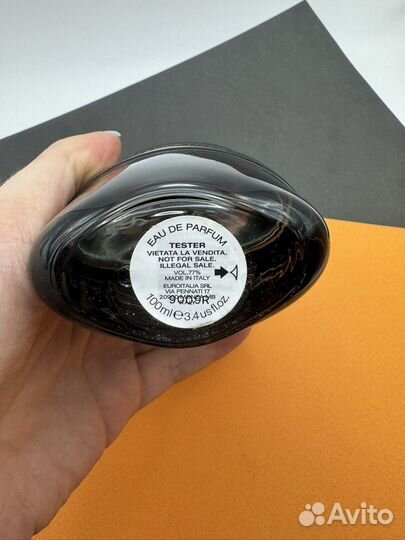 EAU DE PARFUM
TESTER
VIETATA LA VENDITA.
NOT FOR SALE.
ILLEGAL SALE.
VOL.77%
MADE IN ITALY
EUROITALIA SRL
VIA PENNATI 17
100ml℮3.4us fl.oz.
Avito